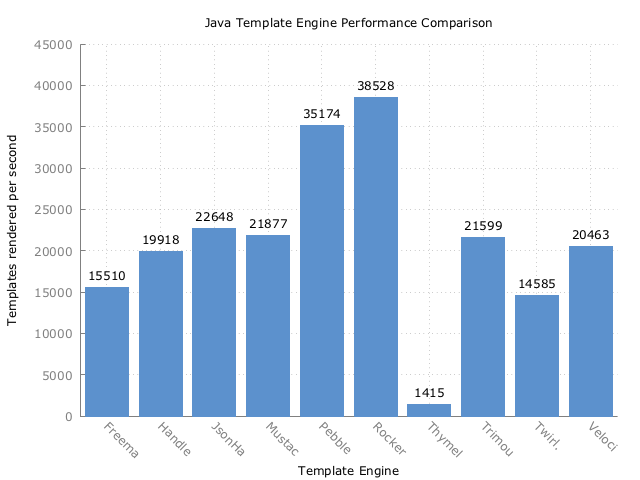 Java Template Engine Performance Comparison
Templates rendered per second
45000
40000
35000
30000
25000
20000
15000
10000
5000
0
15510
19918
22648
21877
35174
38528
1415
21599
14585
20463
Freema
Handle
JsonHa
Mustac
Pebble
Rocker
Thymel
Trimou
Twirl.
Veloci
Template Engine